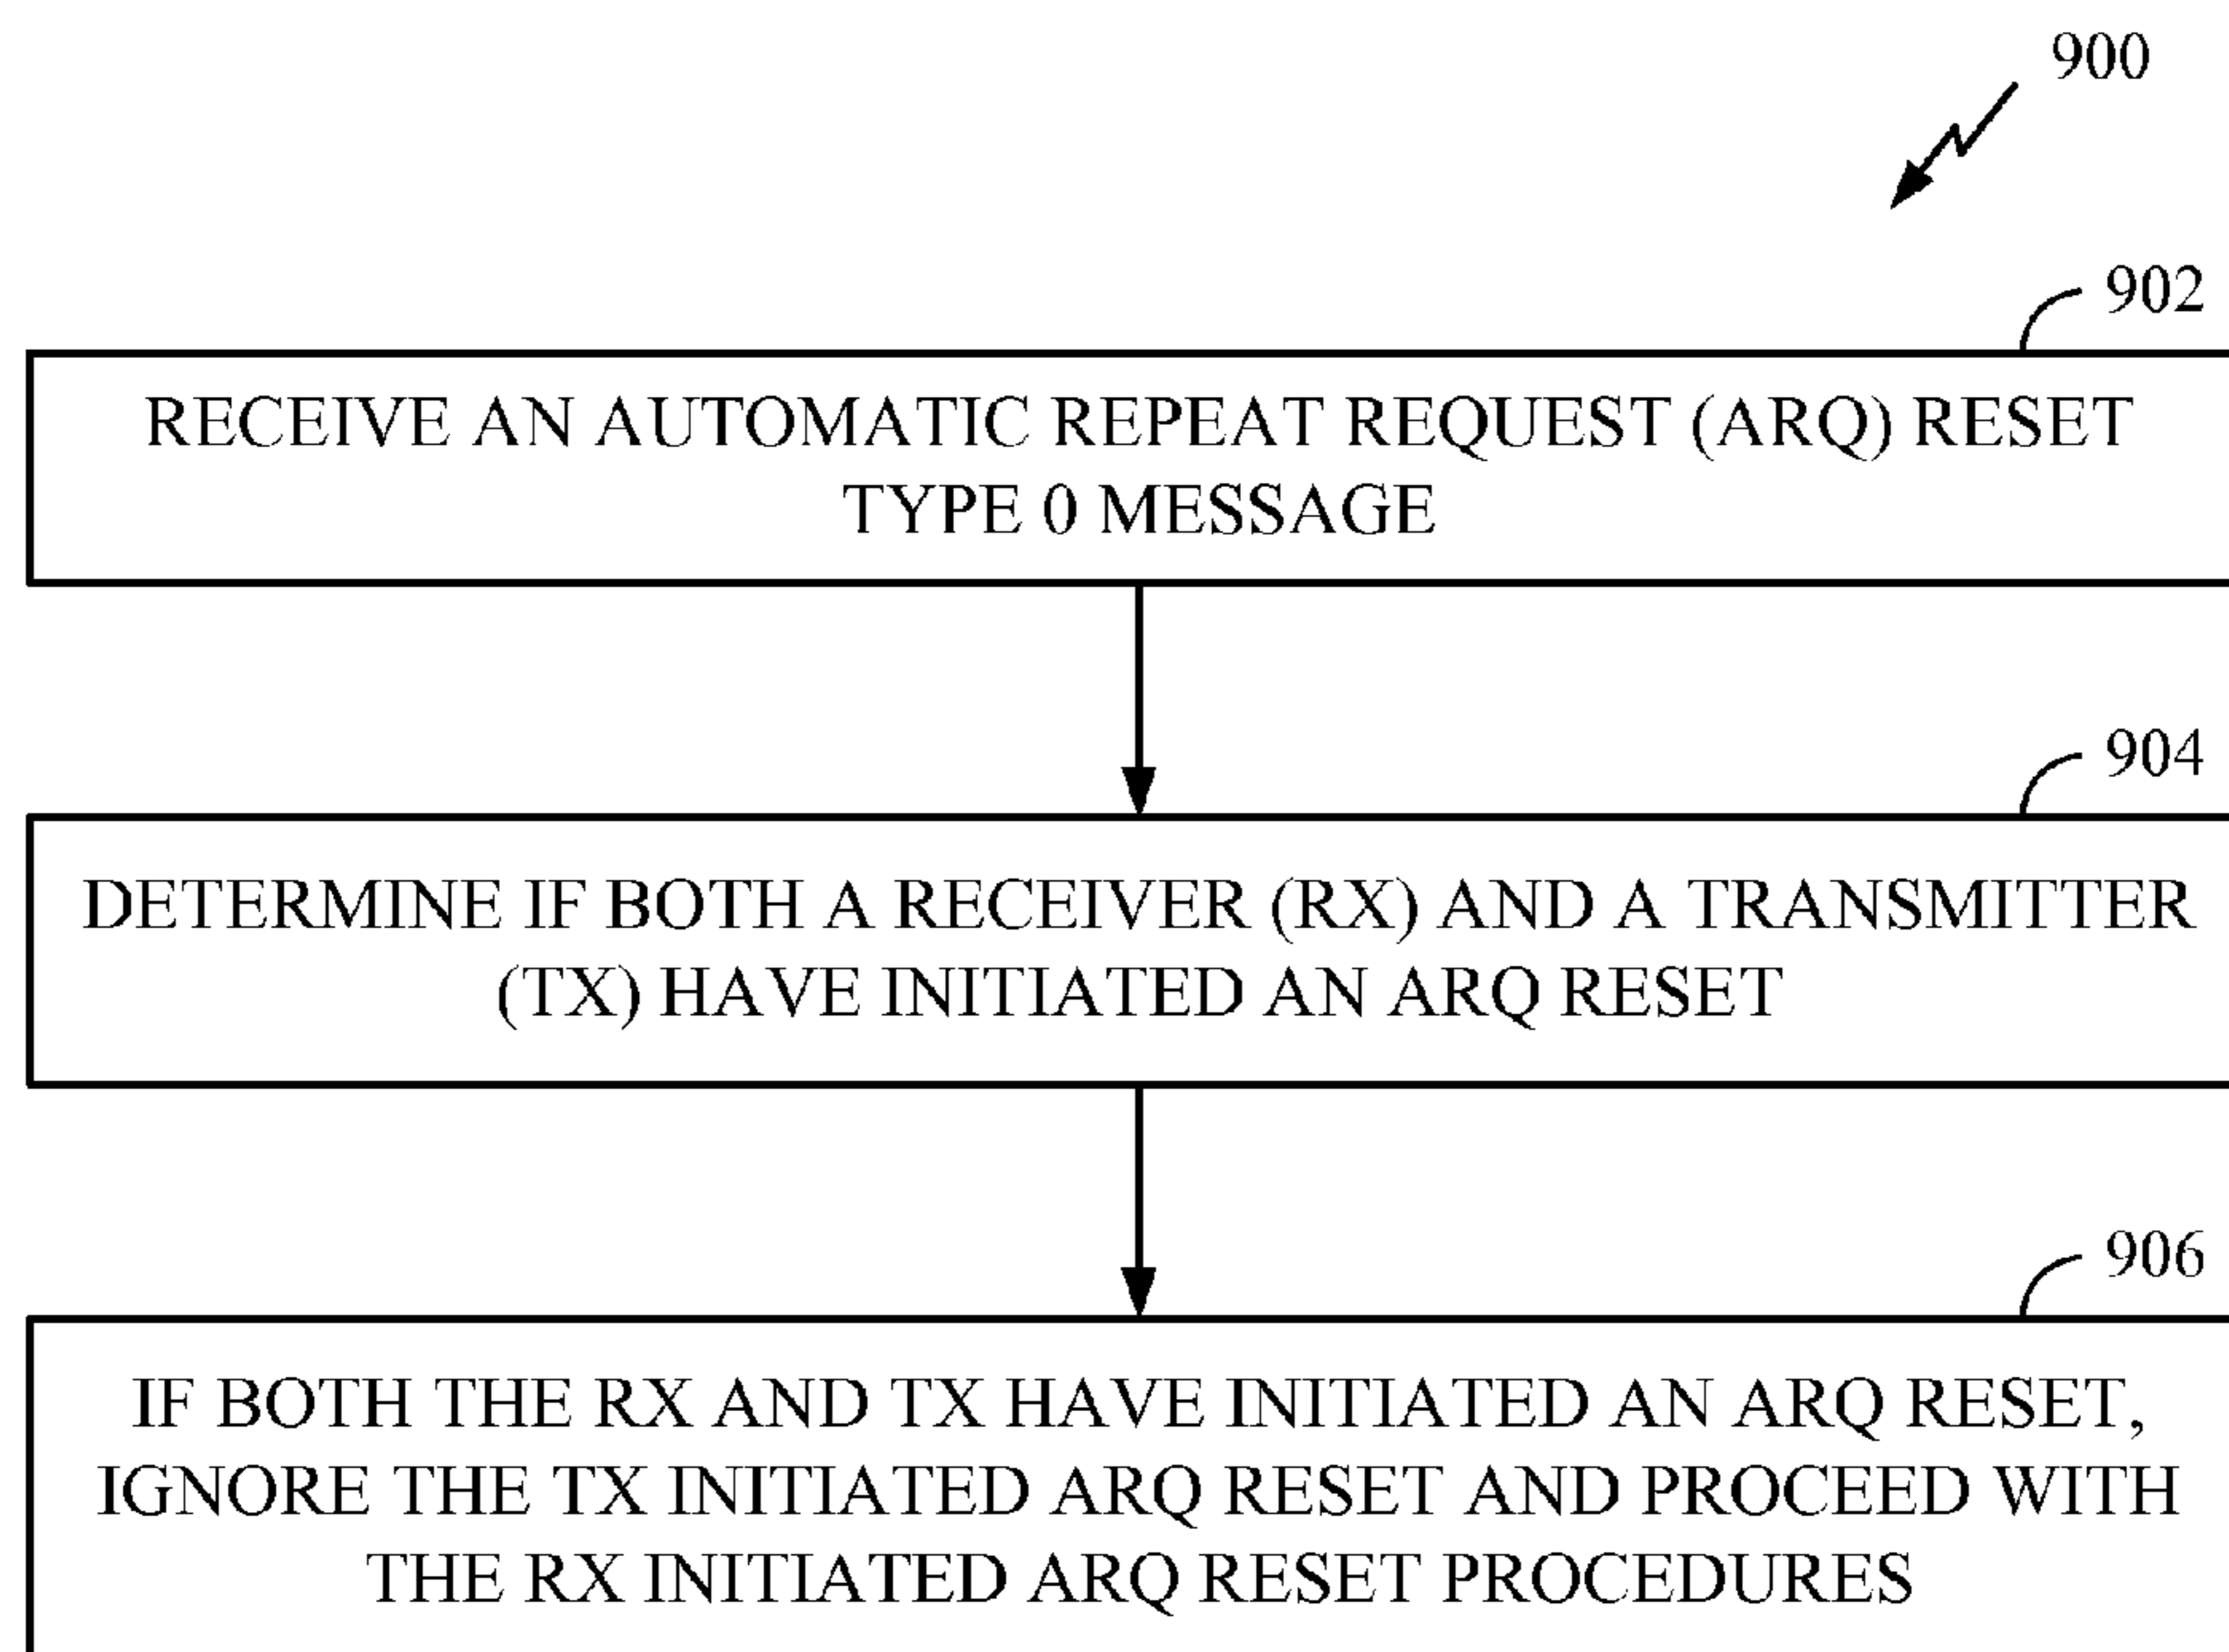 900
902
RECEIVE AN AUTOMATIC REPEAT REQUEST (ARQ) RESET
TYPE 0 MESSAGE
904
DETERMINE IF BOTH A RECEIVER (RX) AND A TRANSMITTER
(TX) HAVE INITIATED AN ARQ RESET
906
IF BOTH THE RX AND TX HAVE INITIATED AN ARQ RESET,
IGNORE THE TX INITIATED ARQ RESET AND PROCEED WITH
THE RX INITIATED ARQ RESET PROCEDURES